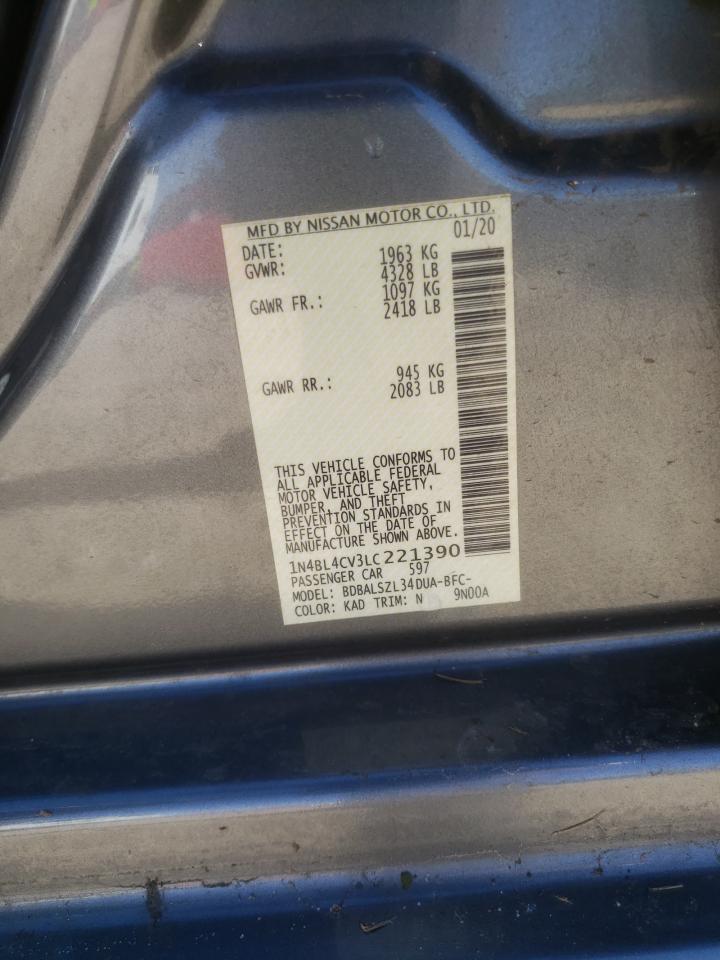 MFD BY NISSAN MOTOR CO., LTD.
DATE: 01/20
GVWR: 1963 KG
4328 LB
GAWR FR.: 1097 KG
2418 LB
GAWR RR.: 945 KG
2083 LB
THIS VEHICLE CONFORMS TO
ALL APPLICABLE FEDERAL
MOTOR VEHICLE SAFETY,
BUMPER, AND THEFT
PREVENTION STANDARDS IN
EFFECT ON THE DATE OF
MANUFACTURE SHOWN ABOVE.
1N4BL4CV3LC221390
PASSENGER CAR 597
MODEL: BDBALSZL34DUA-BFC-
COLOR: KAD TRIM: N 9N00A